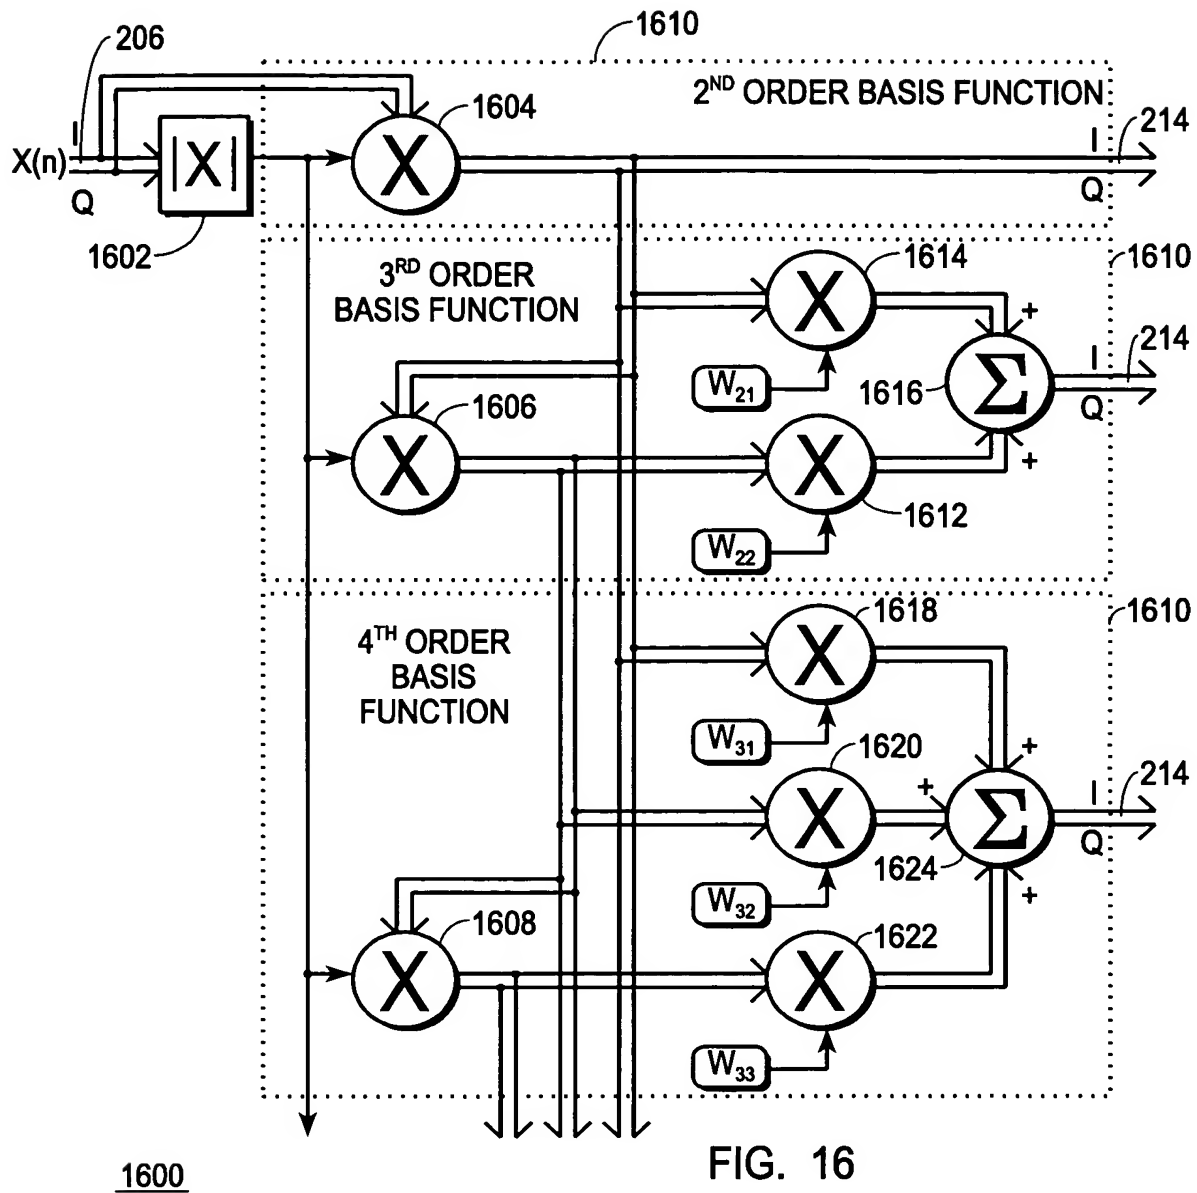 1610
206
2ND ORDER BASIS FUNCTION
1604
I
X(n)
Q
|X|
X
I
214
Q
1602
3RD ORDER
BASIS FUNCTION
1614
1610
X
+
W21
1616
Σ
I
214
Q
1606
X
X
+
1612
W22
4TH ORDER
BASIS
FUNCTION
1618
1610
X
W31
1620
+
+
X
Σ
I
214
Q
1624
W32
+
1608
1622
X
X
W33
FIG. 16
1600